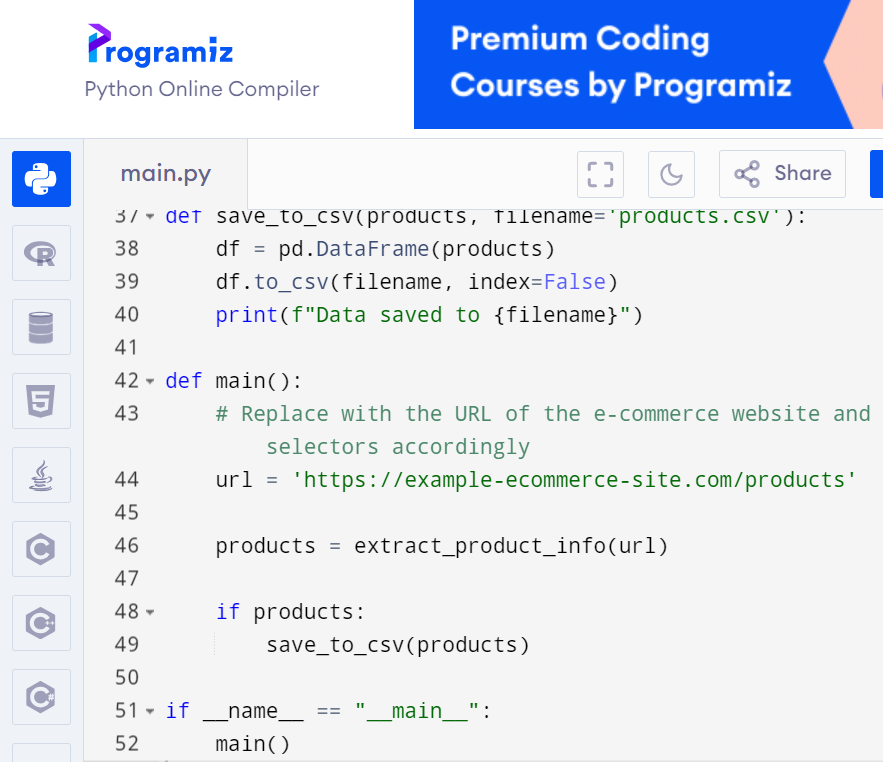 Programiz
Python Online Compiler
Premium Coding
Courses by Programiz
main.py
Share
37 def save_to_csv(products, filename='products.csv'):
38     df = pd.DataFrame(products)
39     df.to_csv(filename, index=False)
40     print(f"Data saved to {filename}")
41
42 def main():
43     # Replace with the URL of the e-commerce website and
        selectors accordingly
44     url = 'https://example-ecommerce-site.com/products'
45
46     products = extract_product_info(url)
47
48     if products:
49         save_to_csv(products)
50
51 if __name__ == "__main__":
52     main()